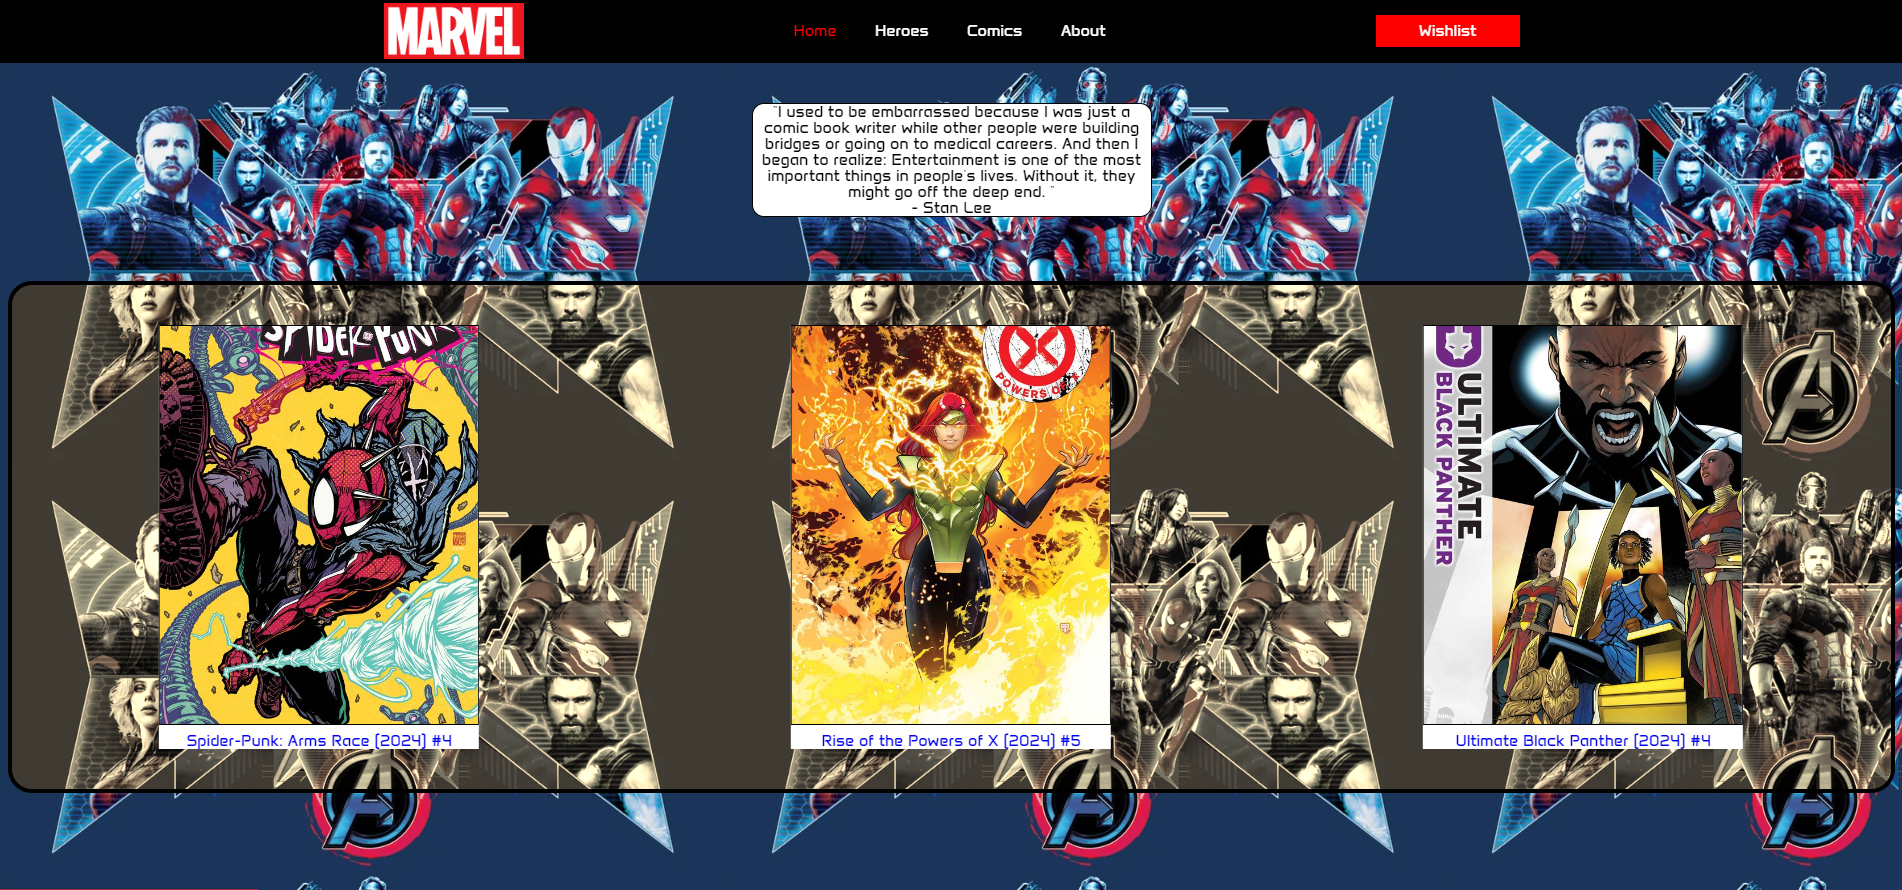 MARVEL
Home Heroes Comics About
Wishlist
"I used to be embarrassed because I was just a
comic book writer while other people were building
bridges or going on to medical careers. And then I
began to realize: Entertainment is one of the most
important things in people's lives. Without it, they
might go off the deep end. "
- Stan Lee
SPIDER-PUNK
X
POWERS OF
ULTIMATE
BLACK PANTHER
Spider-Punk: Arms Race (2024) #4
Rise of the Powers of X (2024) #5
Ultimate Black Panther (2024) #4